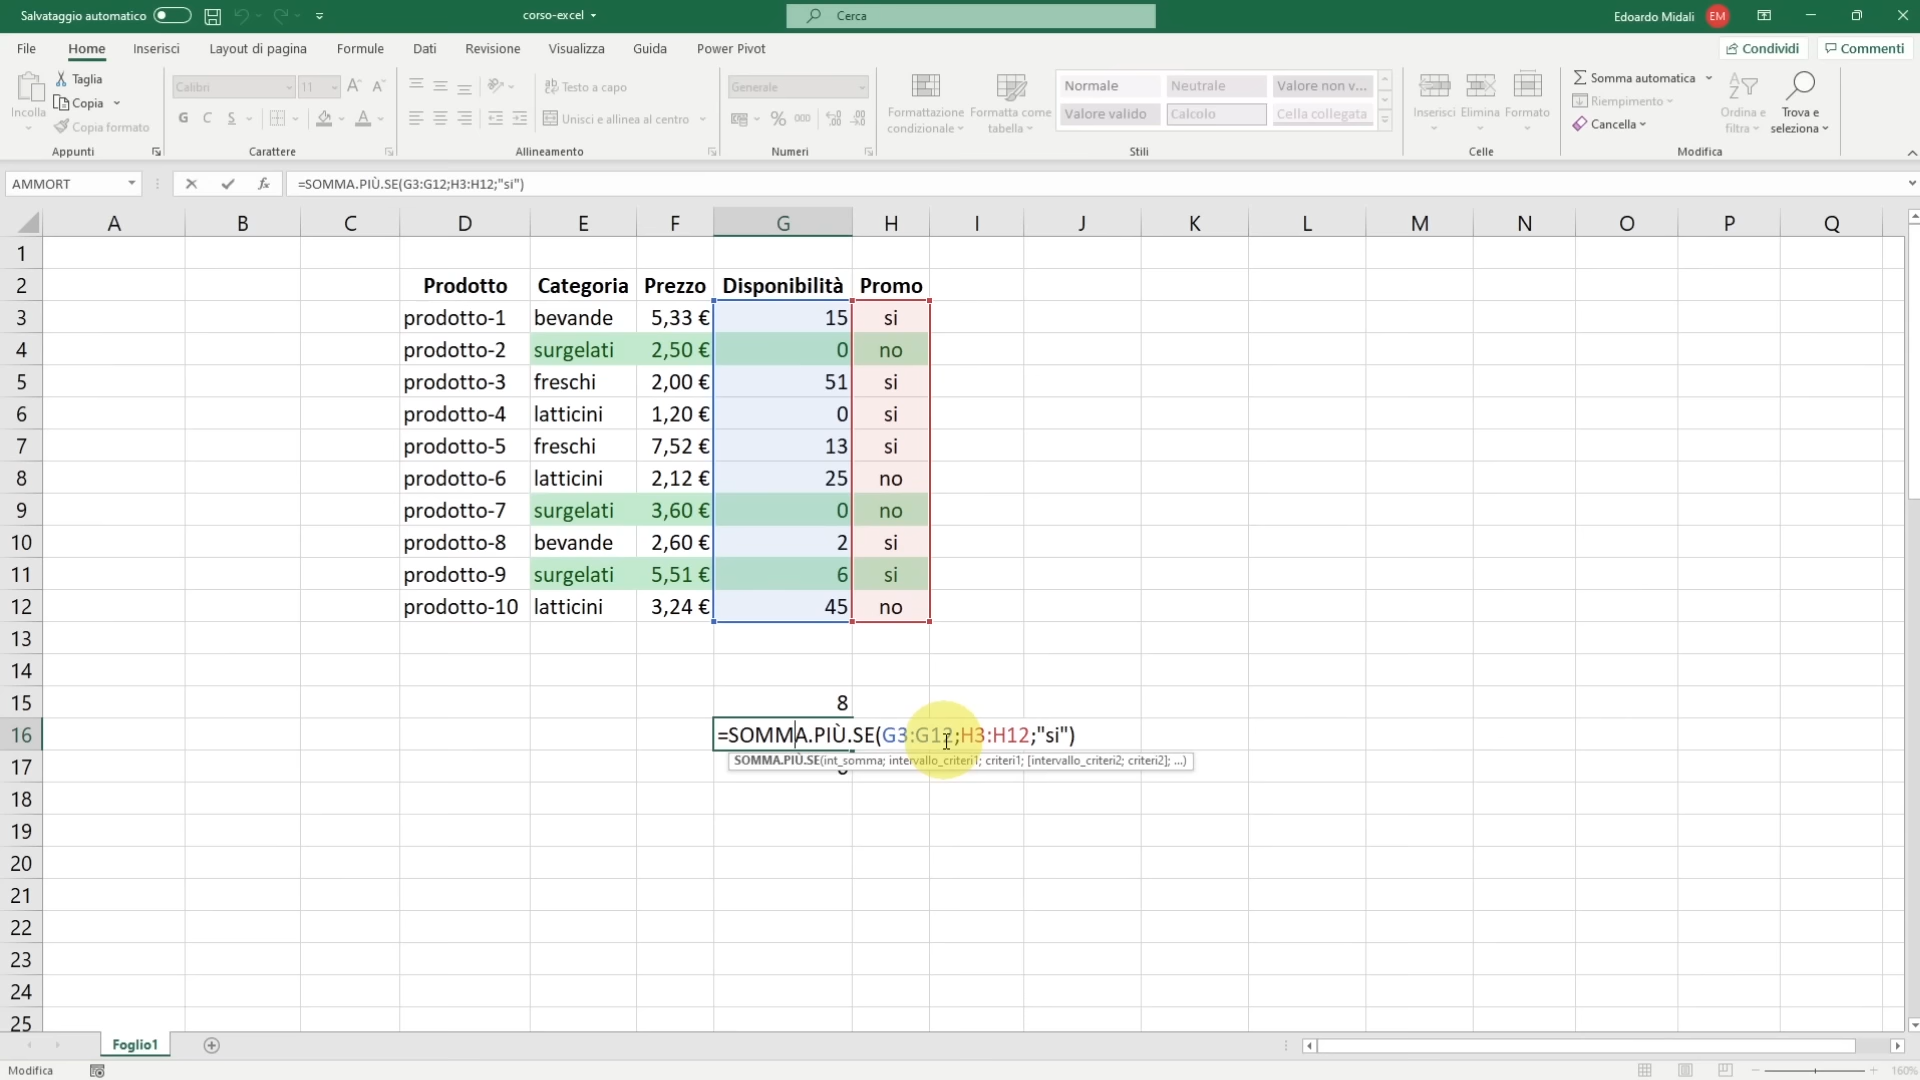 Salvataggio automatico
corso-excel
Cerca
Edoardo Midali
EM
File Home Inserisci Layout di pagina Formule Dati Revisione Visualizza Guida Power Pivot
Condividi Commenti
Incolla
Taglia
Copia
Copia formato
Appunti
Calibri 11
G C S
Carattere
Testo a capo
Unisci e allinea al centro
Allineamento
Generale
% 000
Numeri
Formattazione condizionale
Formatta come tabella
Normale Neutrale Valore non v...
Valore valido Calcolo Cella collegata
Stili
Inserisci Elimina Formato
Celle
Somma automatica
Riempimento
Cancella
Ordina e filtra
Trova e seleziona
Modifica
AMMORT fx =SOMMA.PIÙ.SE(G3:G12;H3:H12;"si")
A B C D E F G H I J K L M N O P Q
1
2 Prodotto Categoria Prezzo Disponibilità Promo
3 prodotto-1 bevande 5,33 € 15 si
4 prodotto-2 surgelati 2,50 € 0 no
5 prodotto-3 freschi 2,00 € 51 si
6 prodotto-4 latticini 1,20 € 0 si
7 prodotto-5 freschi 7,52 € 13 si
8 prodotto-6 latticini 2,12 € 25 no
9 prodotto-7 surgelati 3,60 € 0 no
10 prodotto-8 bevande 2,60 € 2 si
11 prodotto-9 surgelati 5,51 € 6 si
12 prodotto-10 latticini 3,24 € 45 no
13
14
15 8
16 =SOMMA.PIÙ.SE(G3:G12;H3:H12;"si")
SOMMA.PIÙ.SE(int_somma; intervallo_criteri1; criteri1; [intervallo_criteri2; criteri2]; ...)
17
18
19
20
21
22
23
24
25
Foglio1
Modifica
160%